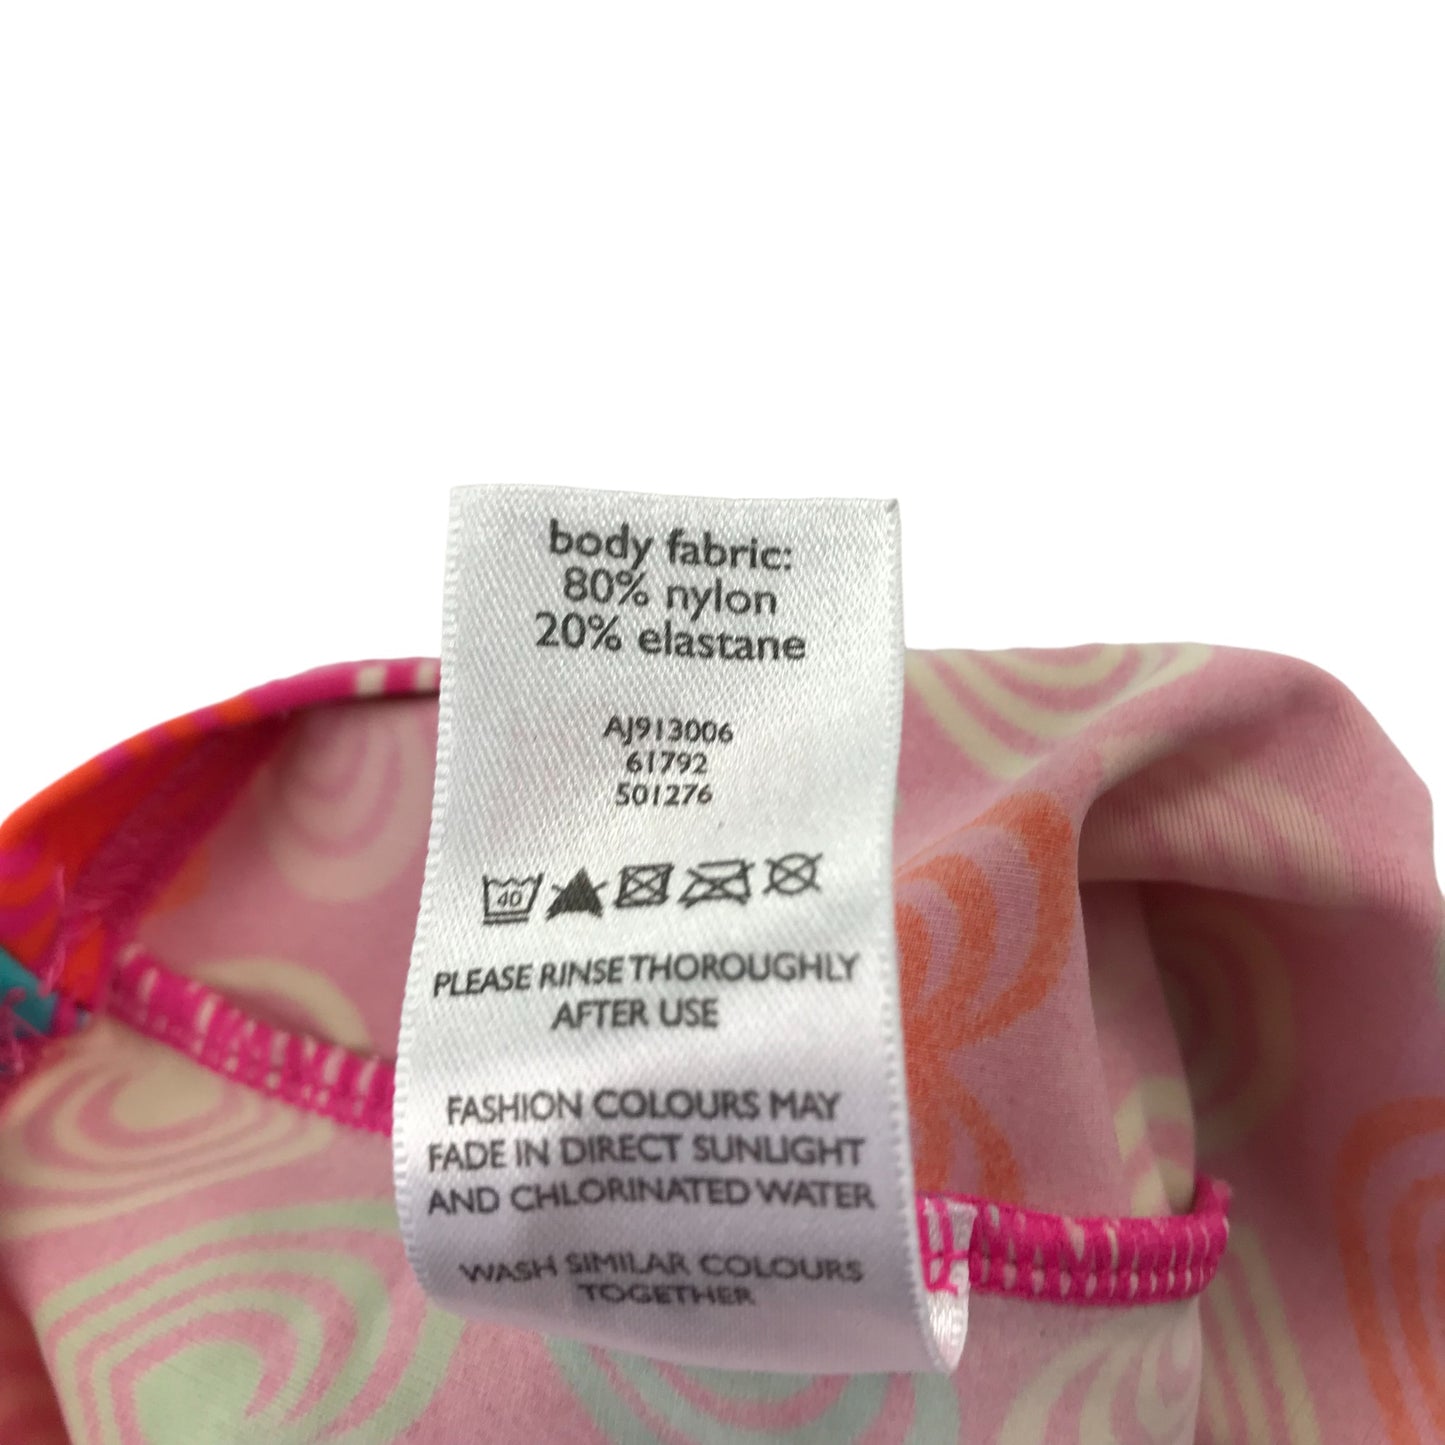 body fabric:
80% nylon
20% elastane
AJ913006
61792
501276
40
PLEASE RINSE THOROUGHLY
AFTER USE
FASHION COLOURS MAY
FADE IN DIRECT SUNLIGHT
AND CHLORINATED WATER
WASH SIMILAR COLOURS
TOGETHER